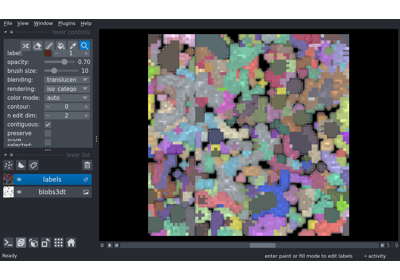 File View Window Plugins Help
layer controls
label: 1
opacity: 0.70
brush size: 10
blending: translucen
rendering: iso_catego
color mode: auto
contour: 0
n edit dim: 2
contiguous:
preserve
show
selected:
layer list
labels
blobs3dt
Ready
enter paint or fill mode to edit labels
activity